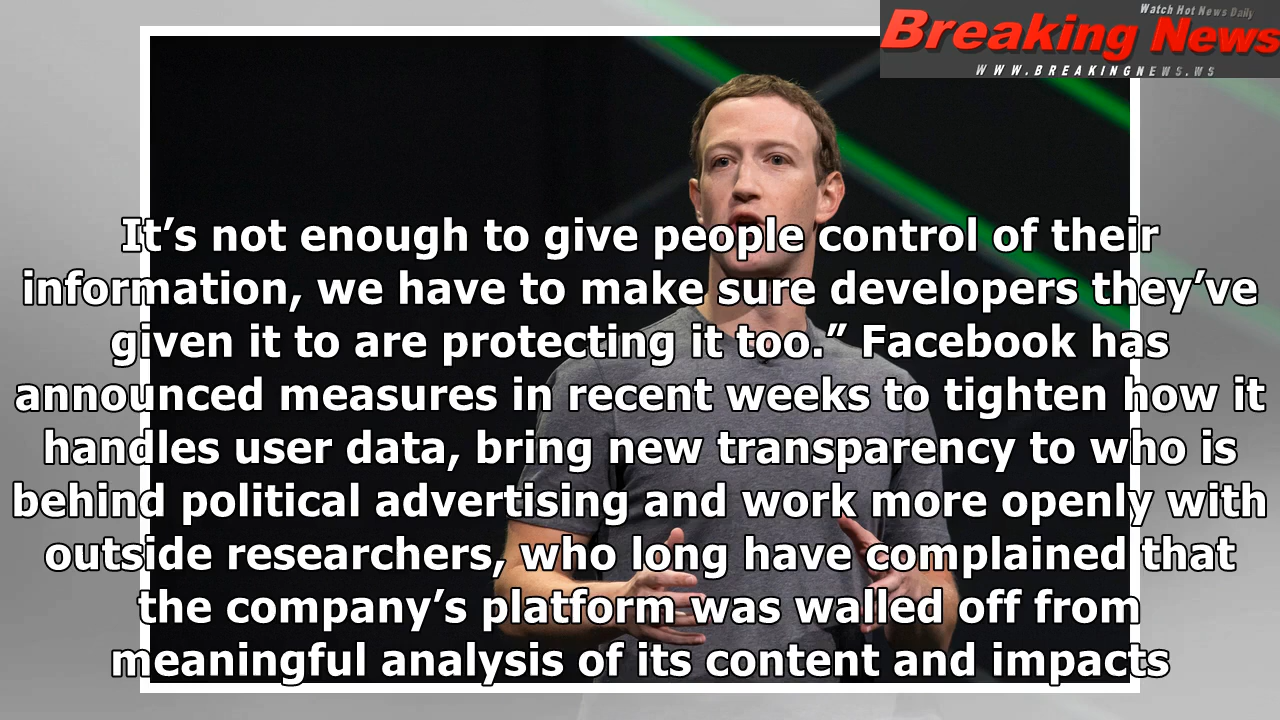 Watch Hot News Daily
Breaking News
WWW.BREAKINGNEWS.WS
It’s not enough to give people control of their
information, we have to make sure developers they’ve
given it to are protecting it too.” Facebook has
announced measures in recent weeks to tighten how it
handles user data, bring new transparency to who is
behind political advertising and work more openly with
outside researchers, who long have complained that
the company’s platform was walled off from
meaningful analysis of its content and impacts